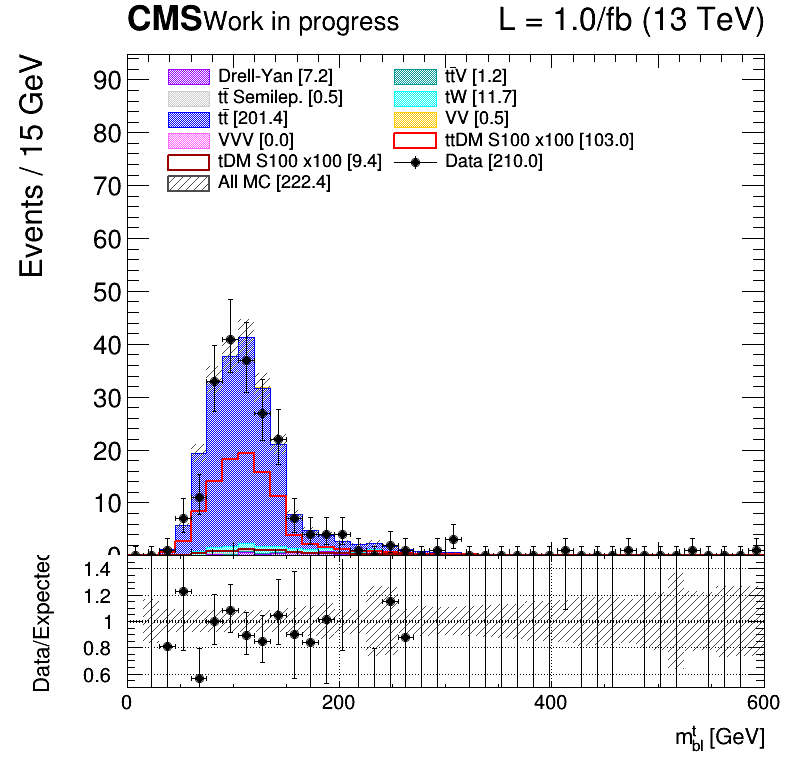 CMS Work in progress L = 1.0/fb (13 TeV)
Events / 15 GeV
90
80
70
60
50
40
30
20
10
0
Drell-Yan [7.2]
tt̄ Semilep. [0.5]
tt̄ [201.4]
VVV [0.0]
tDM S100 x100 [9.4]
All MC [222.4]
tt̄V [1.2]
tW [11.7]
VV [0.5]
ttDM S100 x100 [103.0]
Data [210.0]
Data/Expected
1.4
1.2
1
0.8
0.6
0 200 400 600
m^t_bl [GeV]